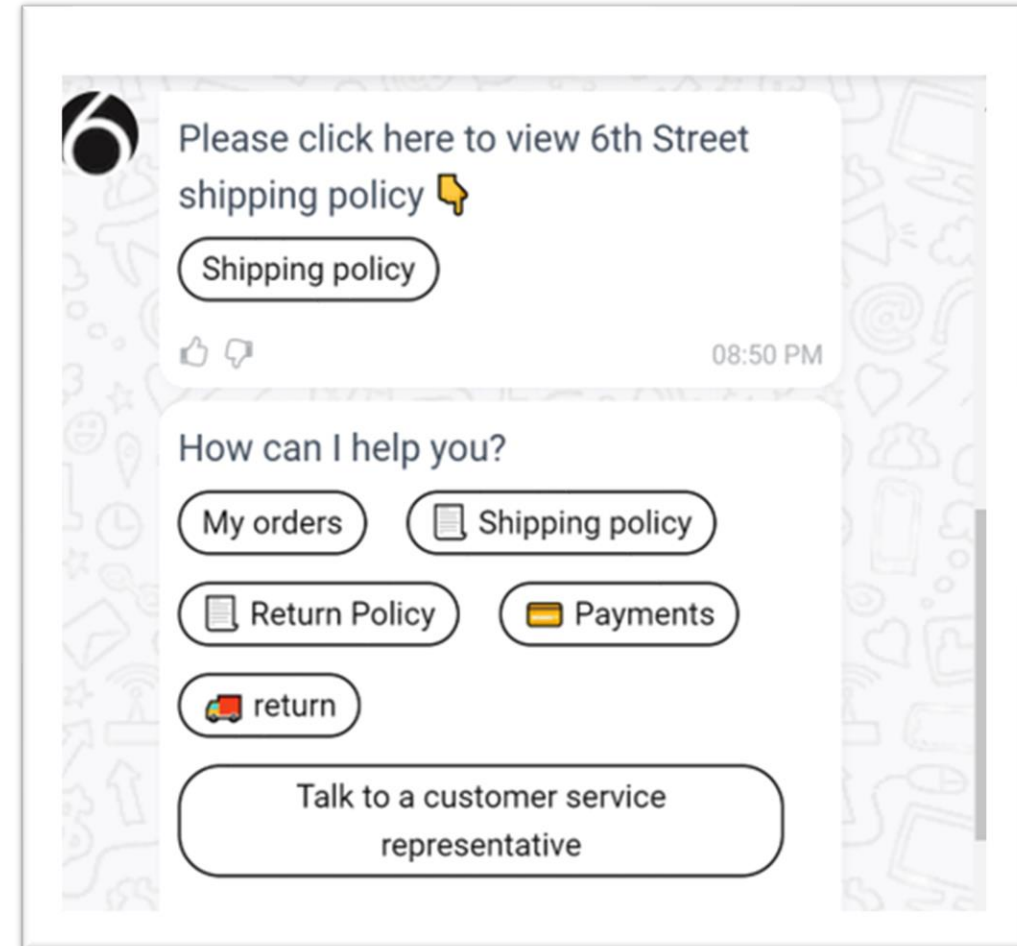 6
Please click here to view 6th Street
shipping policy 👇
Shipping policy
08:50 PM
How can I help you?
My orders
Shipping policy
Return Policy
Payments
return
Talk to a customer service
representative